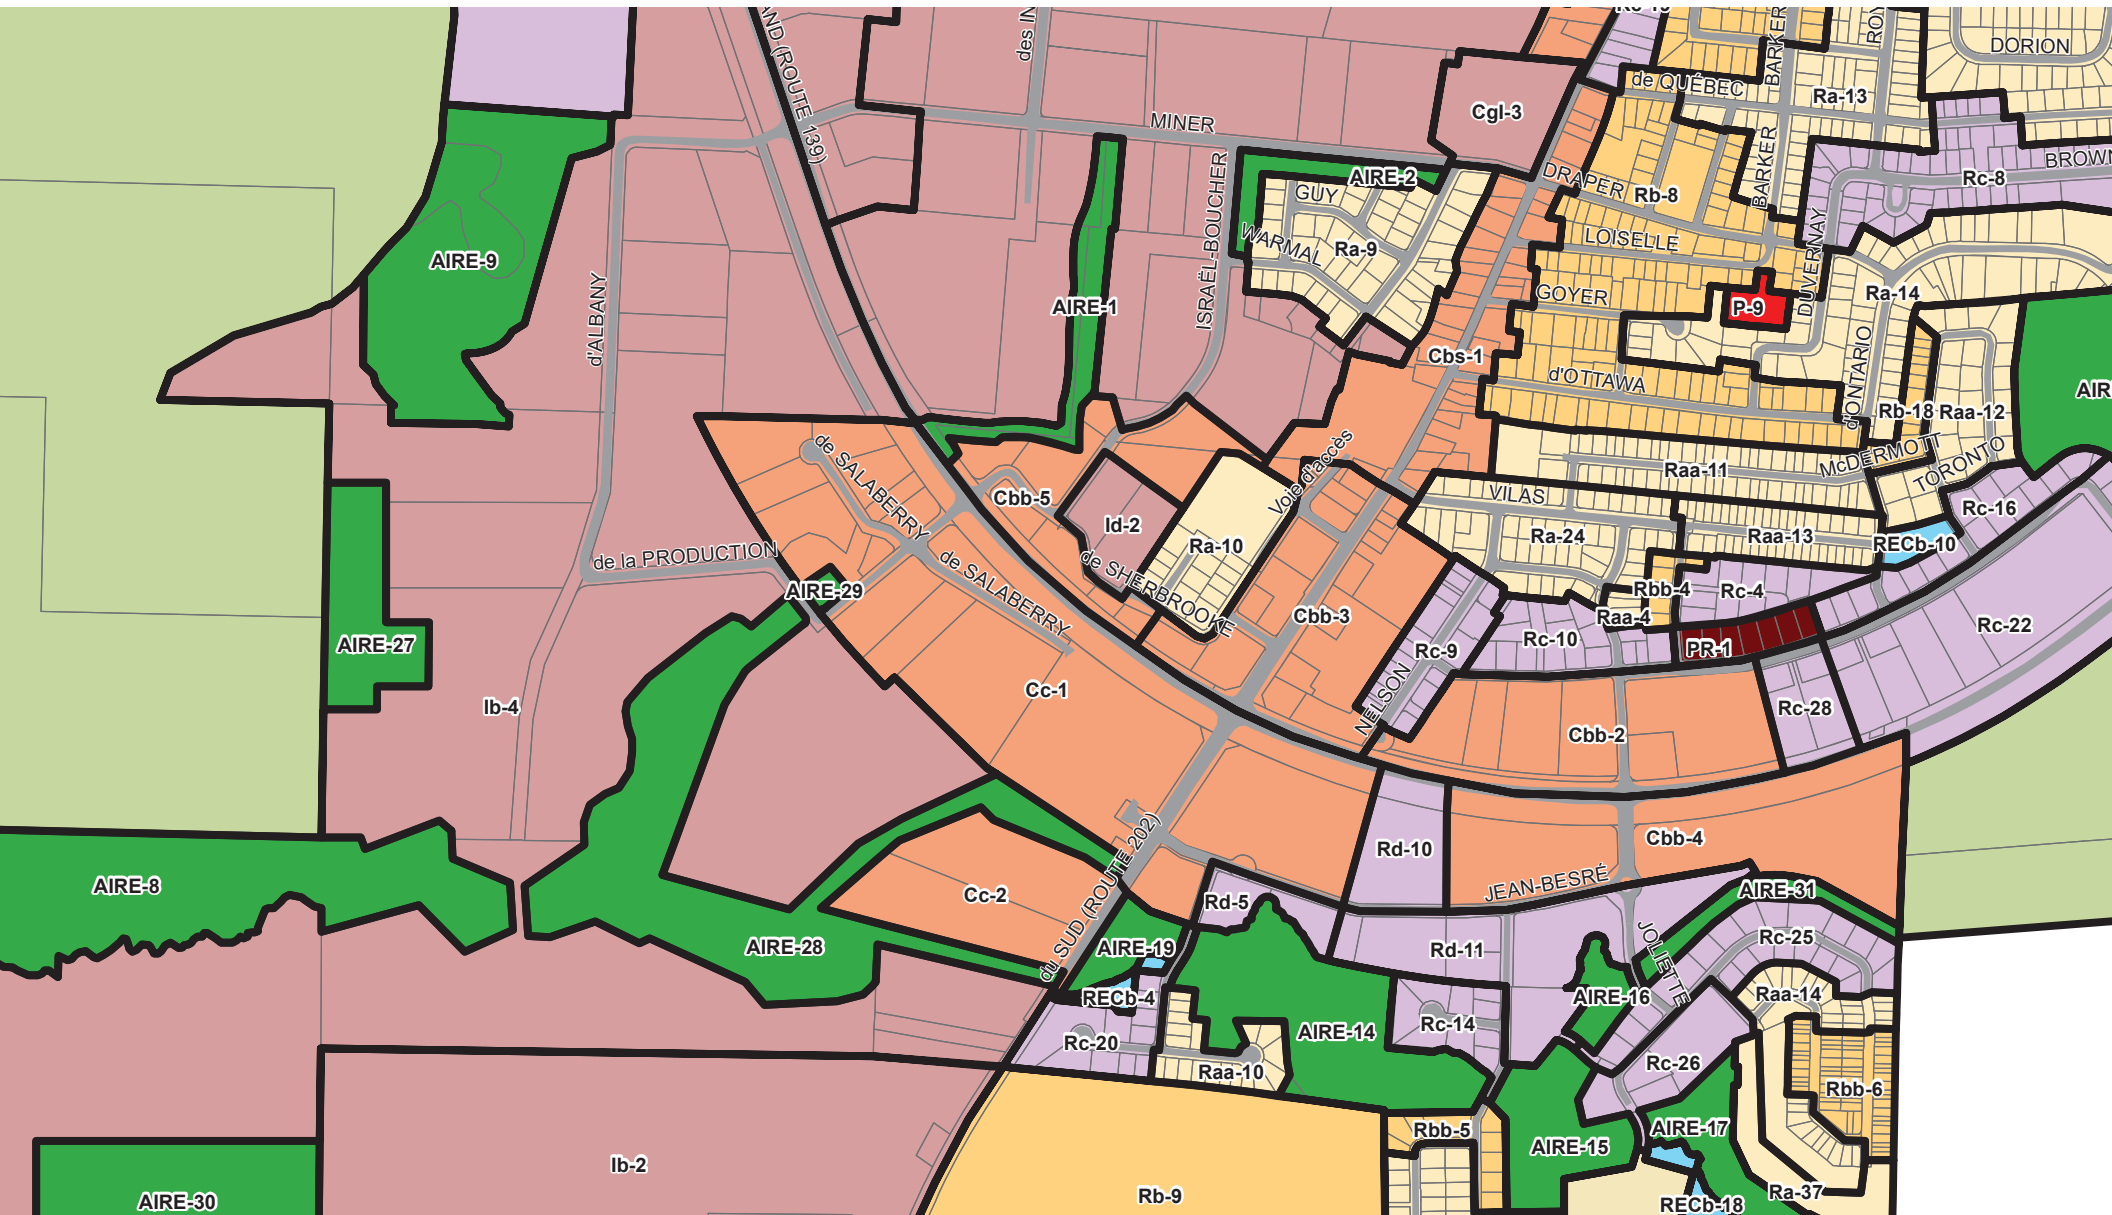 des IN
DORION
de QUÉBEC
BARKER
Ra-13
Cgl-3
AND (ROUTE 139)
MINER
BROWN
Rc-8
AIRE-2
DRAPER
Rb-8
BARKER
GUY
WARMAL
Ra-9
LOISELLE
DUVERNAY
AIRE-9
ISRAËL-BOUCHER
AIRE-1
GOYER
P-9
Ra-14
d'ALBANY
Cbs-1
d'OTTAWA
d'ONTARIO
AIR
Rb-18
Raa-12
de SALABERRY
Voie d'accès
Raa-11
McDERMOTT
TORONTO
Cbb-5
VILAS
Rc-16
Id-2
Ra-10
Ra-24
Raa-13
RECb-10
de la PRODUCTION
de SALABERRY
de SHERBROOKE
AIRE-29
Rbb-4
Rc-4
Cbb-3
Raa-4
Rc-22
AIRE-27
Rc-9
Rc-10
PR-1
Cc-1
NELSON
Ib-4
Rc-28
Cbb-2
Rd-10
Cbb-4
du SUD (ROUTE 202)
JEAN-BESRÉ
AIRE-8
Cc-2
Rd-5
AIRE-31
AIRE-28
AIRE-19
Rd-11
JOLIETTE
Rc-25
RECb-4
AIRE-16
Raa-14
Rc-20
AIRE-14
Rc-14
Raa-10
Rc-26
Rbb-6
Rbb-5
AIRE-17
AIRE-15
Ib-2
Rb-9
Ra-37
AIRE-30
RECb-18